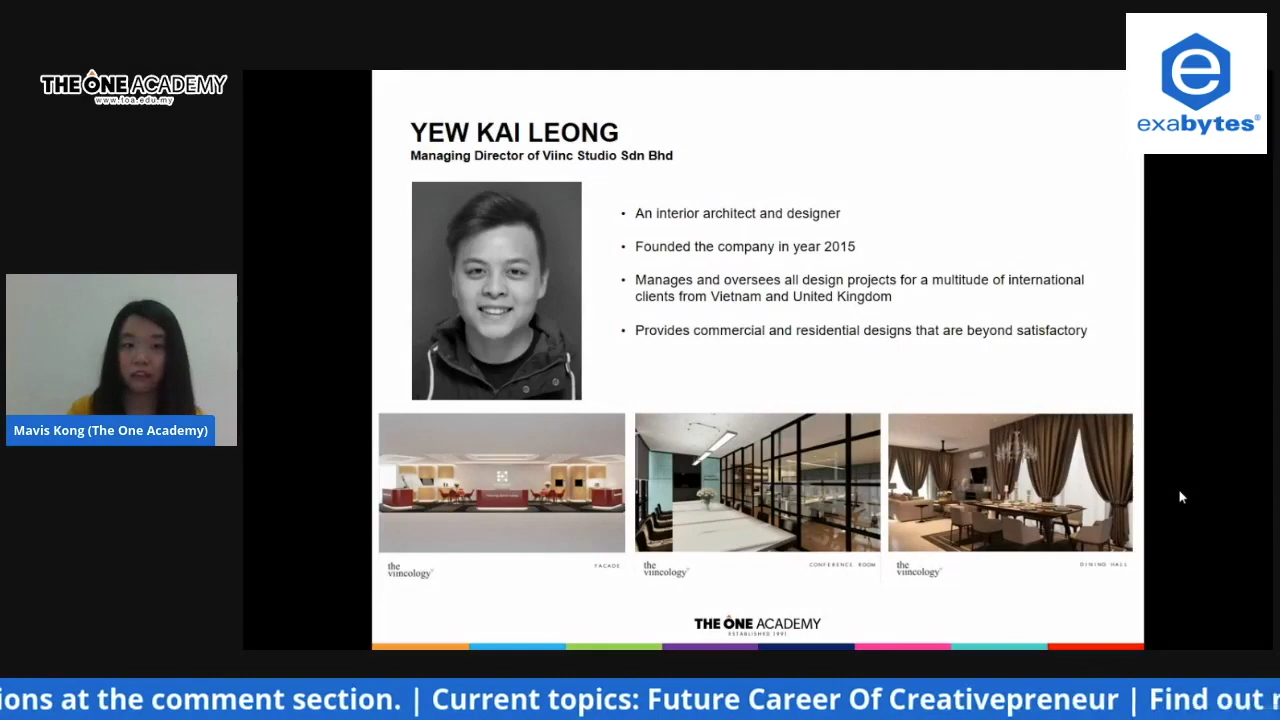 THE ONE ACADEMY
www.toa.edu.my
e
exabytes®
YEW KAI LEONG
Managing Director of Viinc Studio Sdn Bhd
• An interior architect and designer
• Founded the company in year 2015
• Manages and oversees all design projects for a multitude of international
clients from Vietnam and United Kingdom
• Provides commercial and residential designs that are beyond satisfactory
Mavis Kong (The One Academy)
the
viincology
FACADE
the
viincology
CONFERENCE ROOM
the
viincology
DINING HALL
THE ONE ACADEMY
ESTABLISHED 1991
ions at the comment section. | Current topics: Future Career Of Creativepreneur | Find out